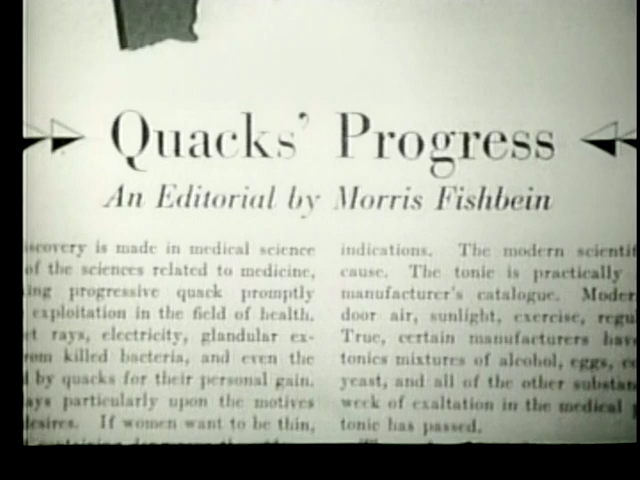 Quacks' Progress
An Editorial by Morris Fishbein
scovery is made in medical science
of the sciences related to medicine,
ing progressive quack promptly
exploitation in the field of health.
et rays, electricity, glandular ex-
rom killed bacteria, and even the
d by quacks for their personal gain.
ays particularly upon the motives
desires. If women want to be thin,
indications. The modern scientif
cause. The tonic is practically
manufacturer's catalogue. Moder
door air, sunlight, exercise, regu
True, certain manufacturers have
tonics mixtures of alcohol, eggs, co
yeast, and all of the other substan
week of exaltation in the medical
tonic has passed.